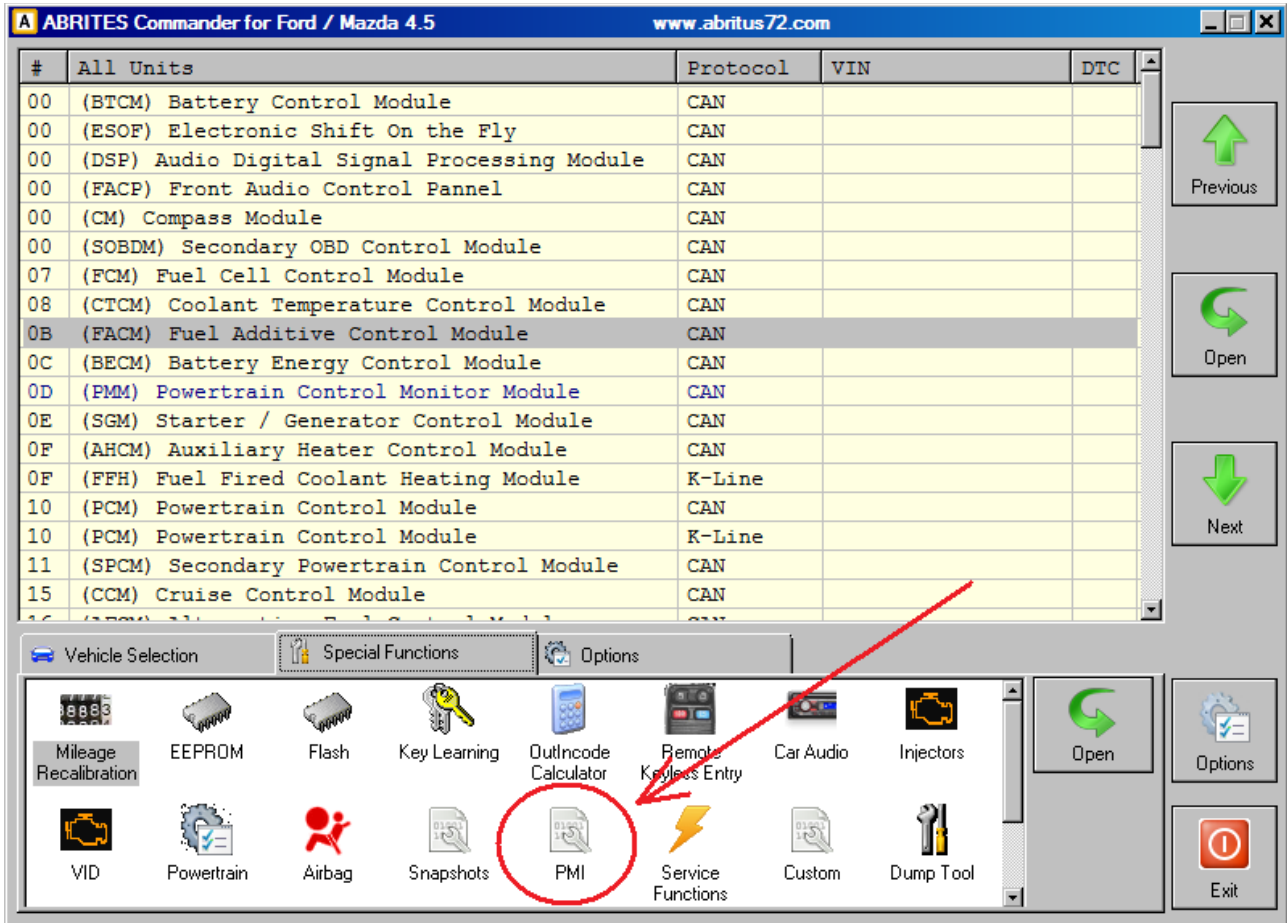 A ABRITES Commander for Ford / Mazda 4.5 www.abritus72.com
# All Units Protocol VIN DTC
00 (BTCM) Battery Control Module CAN
00 (ESOF) Electronic Shift On the Fly CAN
00 (DSP) Audio Digital Signal Processing Module CAN
00 (FACP) Front Audio Control Pannel CAN
00 (CM) Compass Module CAN
00 (SOBDM) Secondary OBD Control Module CAN
07 (FCM) Fuel Cell Control Module CAN
08 (CTCM) Coolant Temperature Control Module CAN
0B (FACM) Fuel Additive Control Module CAN
0C (BECM) Battery Energy Control Module CAN
0D (PMM) Powertrain Control Monitor Module CAN
0E (SGM) Starter / Generator Control Module CAN
0F (AHCM) Auxiliary Heater Control Module CAN
0F (FFH) Fuel Fired Coolant Heating Module K-Line
10 (PCM) Powertrain Control Module CAN
10 (PCM) Powertrain Control Module K-Line
11 (SPCM) Secondary Powertrain Control Module CAN
15 (CCM) Cruise Control Module CAN
Previous
Open
Next
Vehicle Selection Special Functions Options
Mileage Recalibration
EEPROM
Flash
Key Learning
OutIncode Calculator
Remote Keyless Entry
Car Audio
Injectors
VID
Powertrain
Airbag
Snapshots
PMI
Service Functions
Custom
Dump Tool
Open
Options
Exit